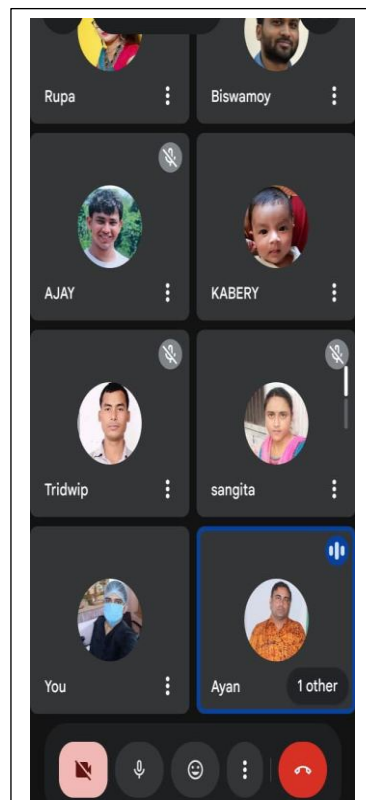 Rupa
Biswamoy
AJAY
KABERY
Tridwip
sangita
You
Ayan
1 other